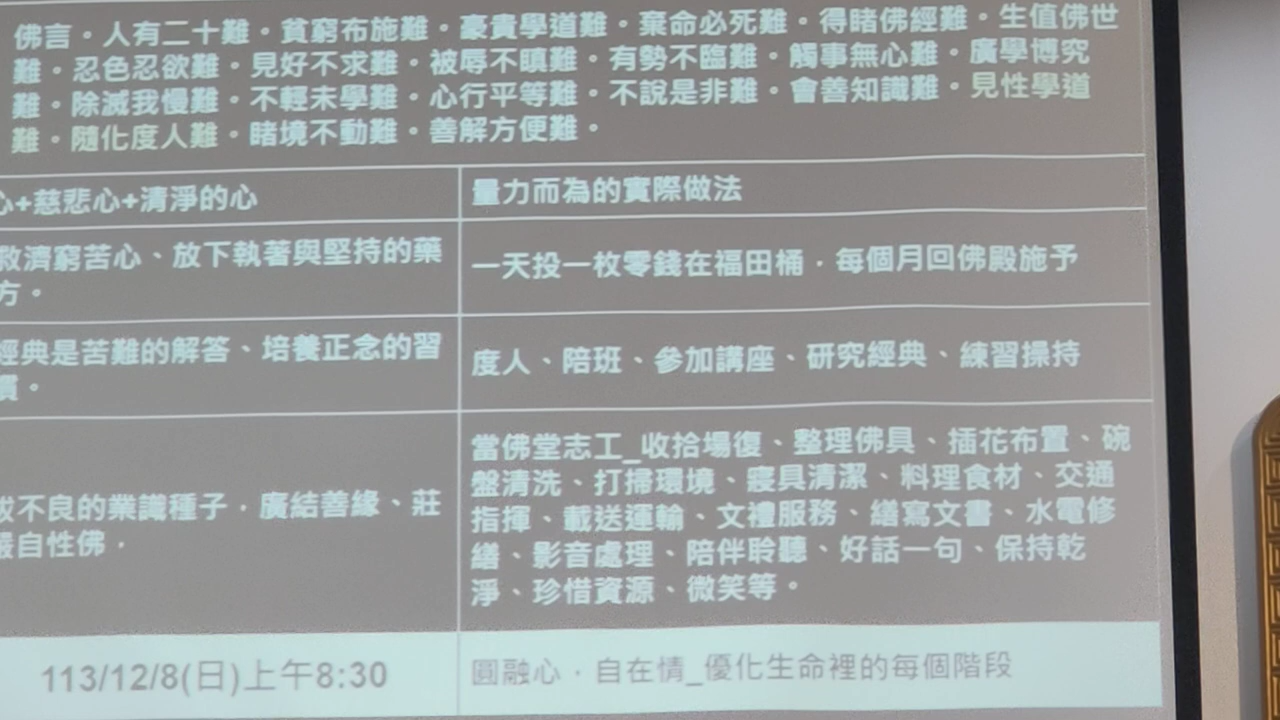 佛言。人有二十難。貧窮布施難。豪貴學道難。棄命必死難。得睹佛經難。生值佛世
難。忍色忍欲難。見好不求難。被辱不瞋難。有勢不臨難。觸事無心難。廣學博究
難。除滅我慢難。不輕未學難。心行平等難。不說是非難。會善知識難。見性學道
難。隨化度人難。睹境不動難。善解方便難。
心+慈悲心+清淨的心
量力而為的實際做法
救濟窮苦心、放下執著與堅持的藥
方。
一天投一枚零錢在福田桶，每個月回佛殿施予
經典是苦難的解答、培養正念的習
慣。
度人、陪班、參加講座、研究經典、練習操持
拔不良的業識種子，廣結善緣、莊
嚴自性佛，
當佛堂志工_收拾場復、整理佛具、插花布置、碗
盤清洗、打掃環境、寢具清潔、料理食材、交通
指揮、載送運輸、文禮服務、繕寫文書、水電修
繕、影音處理、陪伴聆聽、好話一句、保持乾
淨、珍惜資源、微笑等。
113/12/8(日)上午8:30
圓融心，自在情_優化生命裡的每個階段